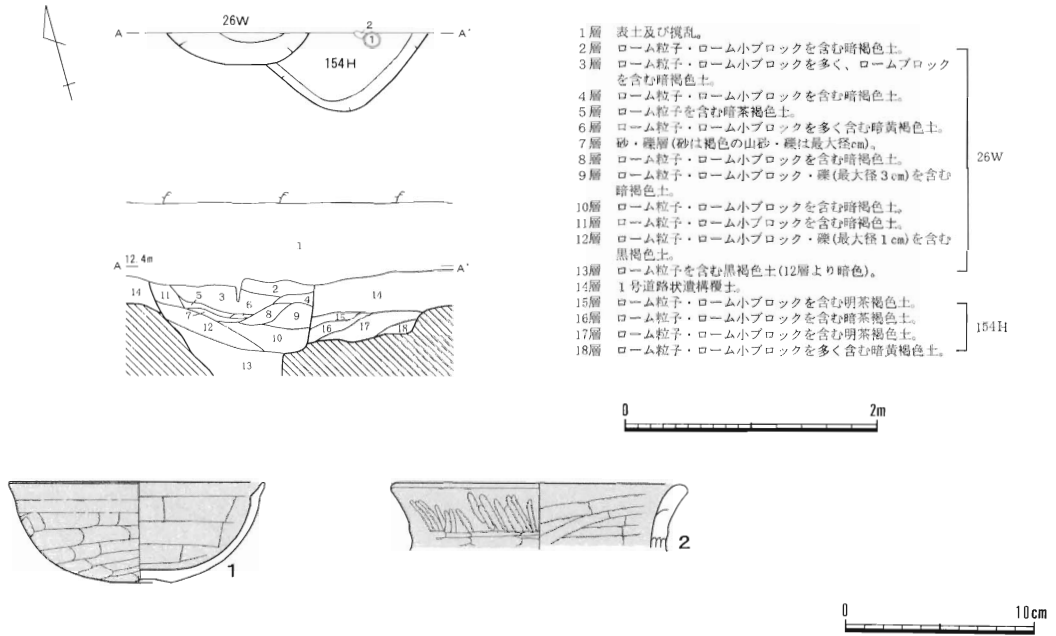 26W
2
A
A'
1
154H
1層 表土及び撹乱。
2層 ローム粒子・ローム小ブロックを含む暗褐色土。
3層 ローム粒子・ローム小ブロックを多く、ロームブロック
を含む暗褐色土。
4層 ローム粒子・ローム小ブロックを含む暗褐色土。
5層 ローム粒子を含む暗茶褐色土。
6層 ローム粒子・ローム小ブロックを多く含む暗黄褐色土。
7層 砂・礫層(砂は褐色の山砂・礫は最大径cm)。
8層 ローム粒子・ローム小ブロックを含む暗褐色土。
9層 ローム粒子・ローム小ブロック・礫(最大径3cm)を含む
暗褐色土。
10層 ローム粒子・ローム小ブロックを含む暗褐色土。
11層 ローム粒子・ローム小ブロックを含む暗褐色土。
12層 ローム粒子・ローム小ブロック・礫(最大径1cm)を含む
黒褐色土。
13層 ローム粒子を含む黒褐色土(12層より暗色)。
14層 1号道路状遺構覆土。
15層 ローム粒子・ローム小ブロックを含む明茶褐色土。
16層 ローム粒子・ローム小ブロックを含む暗茶褐色土。
17層 ローム粒子・ローム小ブロックを含む明茶褐色土。
18層 ローム粒子・ローム小ブロックを多く含む暗黄褐色土。
26W
154H
1
A 12.4m
A'
14 11 5 3 2 6 4 14
7 8 9 15
12 16 17 18
10
13
0 2m
1
2
0 10cm